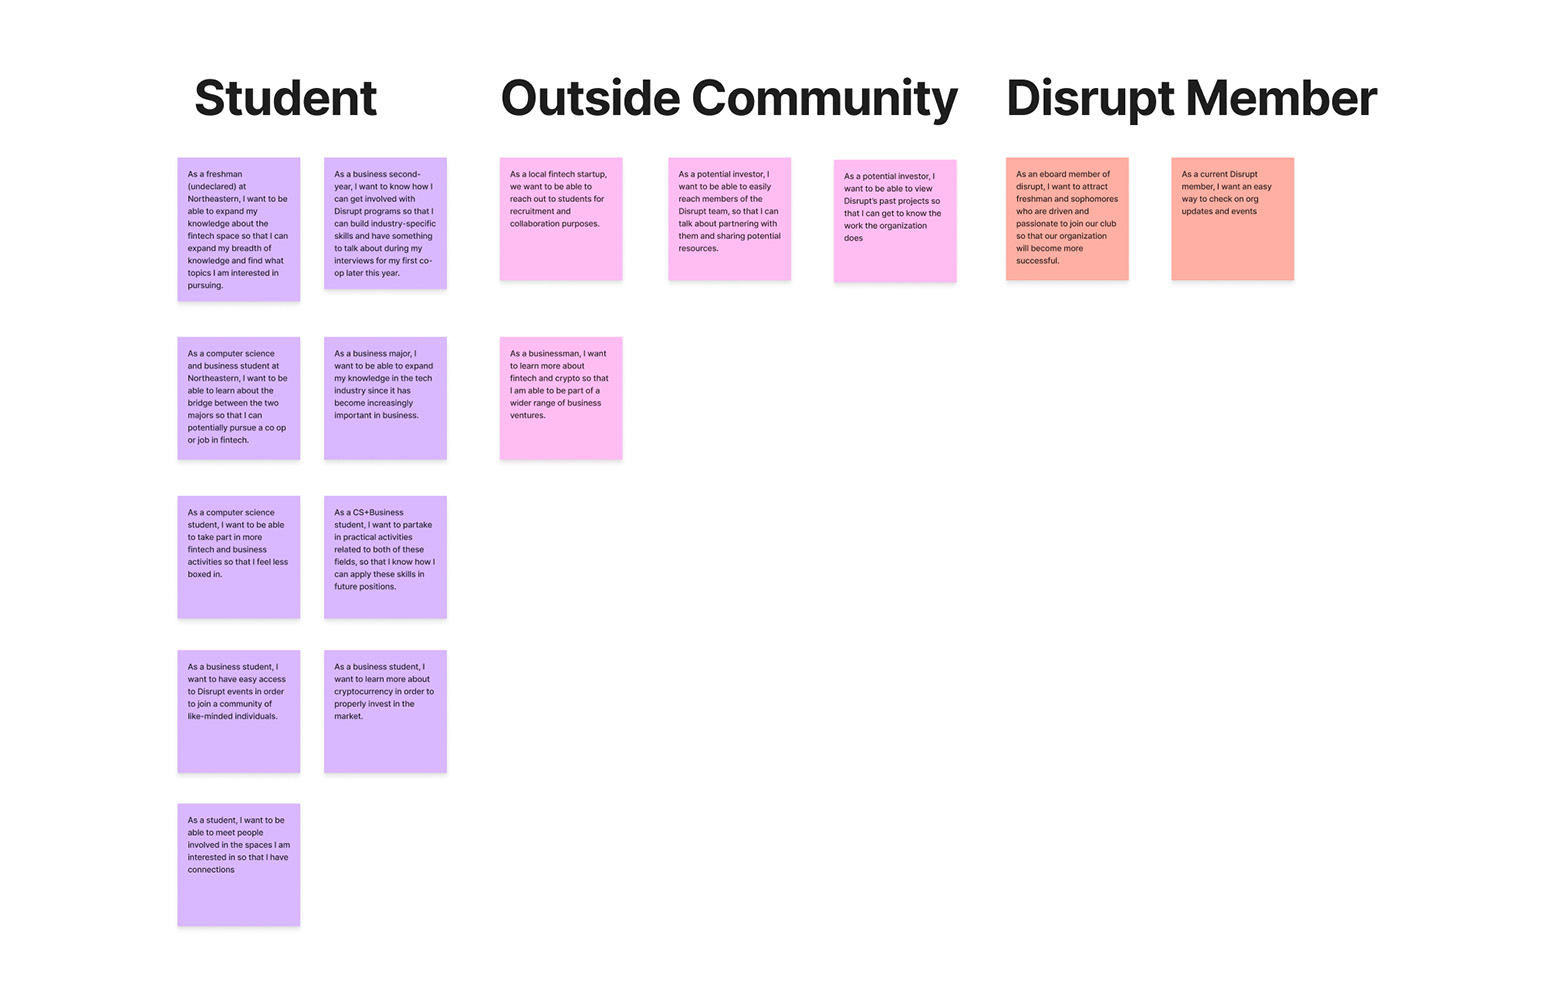 Student
As a freshman
(undeclared) at
Northeastern, I want to be
able to expand my
knowledge about the
fintech space so that I can
expand my breadth of
knowledge and find what
topics I am interested in
pursuing.
As a business second-
year, I want to know how I
can get involved with
Disrupt programs so that I
can build industry-specific
skills and have something
to talk about during my
interviews for my first co-
op later this year.
As a computer science
and business student at
Northeastern, I want to be
able to learn about the
bridge between the two
majors so that I can
potentially pursue a co op
or job in fintech.
As a business major, I
want to be able to expand
my knowledge in the tech
industry since it has
become increasingly
important in business.
As a computer science
student, I want to be able
to take part in more
fintech and business
activities so that I feel less
boxed in.
As a CS+Business
student, I want to partake
in practical activities
related to both of these
fields, so that I know how I
can apply these skills in
future positions.
As a business student, I
want to have easy access
to Disrupt events in order
to join a community of
like-minded individuals.
As a business student, I
want to learn more about
cryptocurrency in order to
properly invest in the
market.
As a student, I want to be
able to meet people
involved in the spaces I am
interested in so that I have
connections
Outside Community
As a local fintech startup,
we want to be able to
reach out to students for
recruitment and
collaboration purposes.
As a potential investor, I
want to be able to easily
reach members of the
Disrupt team, so that I can
talk about partnering with
them and sharing potential
resources.
As a potential investor, I
want to be able to view
Disrupt's past projects so
that I can get to know the
work the organization
does
As a businessman, I want
to learn more about
fintech and crypto so that
I am able to be part of a
wider range of business
ventures.
Disrupt Member
As an eboard member of
disrupt, I want to attract
freshman and sophomores
who are driven and
passionate to join our club
so that our organization
will become more
successful.
As a current Disrupt
member, I want an easy
way to check on org
updates and events